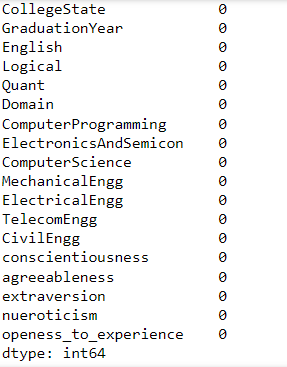 CollegeState 0
GraduationYear 0
English 0
Logical 0
Quant 0
Domain 0
ComputerProgramming 0
ElectronicsAndSemicon 0
ComputerScience 0
MechanicalEngg 0
ElectricalEngg 0
TelecomEngg 0
CivilEngg 0
conscientiousness 0
agreeableness 0
extraversion 0
nueroticism 0
openess_to_experience 0
dtype: int64